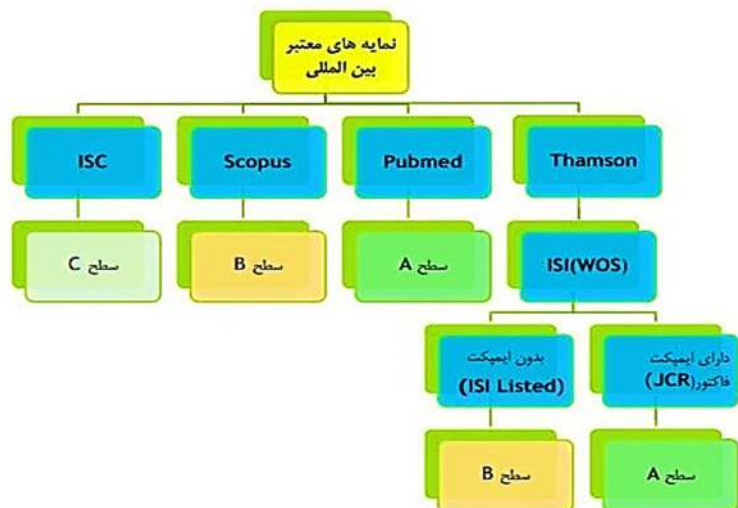 نمایه های معتبر
بین المللی
ISC
Scopus
Pubmed
Thamson
سطح C
سطح B
سطح A
ISI(WOS)
بدون ایمپکت
(ISI Listed)
دارای ایمپکت
فاکتور(JCR)
سطح B
سطح A